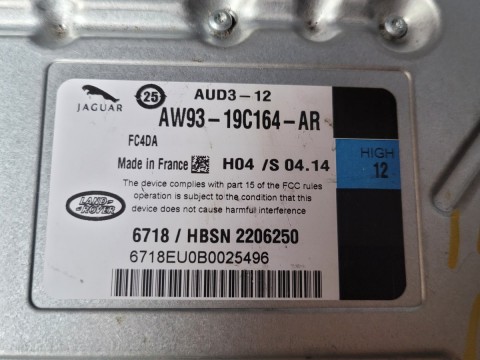 JAGUAR
25
AUD3-12
AW93-19C164-AR
FC4DA
Made in France H04 /S 04.14
HIGH
12
The device complies with part 15 of the FCC rules
operation is subject to the condition that this
device does not cause harmful interference
LAND-
ROVER
6718 / HBSN 2206250
6718EU0B0025496